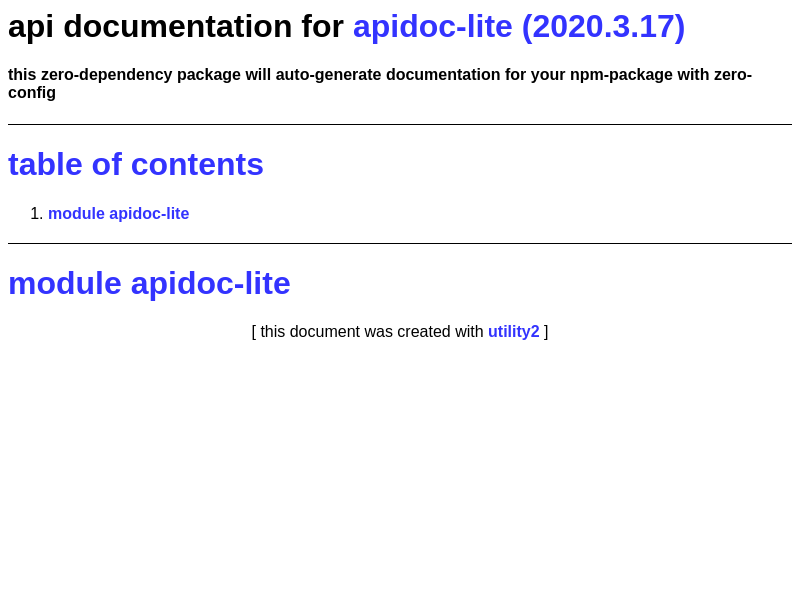 api documentation for apidoc-lite (2020.3.17)
this zero-dependency package will auto-generate documentation for your npm-package with zero-
config
table of contents
1. module apidoc-lite
module apidoc-lite
[ this document was created with utility2 ]